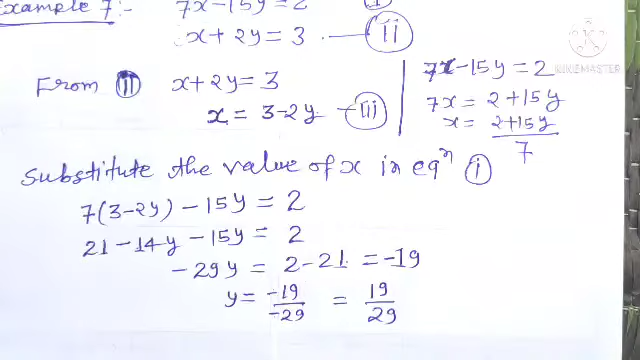 Example 7:- 7x-15y=2 (i)
x+2y=3 (ii)
From (ii) x+2y=3
x = 3-2y (iii)
7x-15y=2
7x = 2+15y
x = 2+15y / 7
KINEMASTER
Substitute the value of x in eqn (i)
7(3-2y) - 15y = 2
21-14y-15y = 2
-29y = 2-21 = -19
y = -19/-29 = 19/29